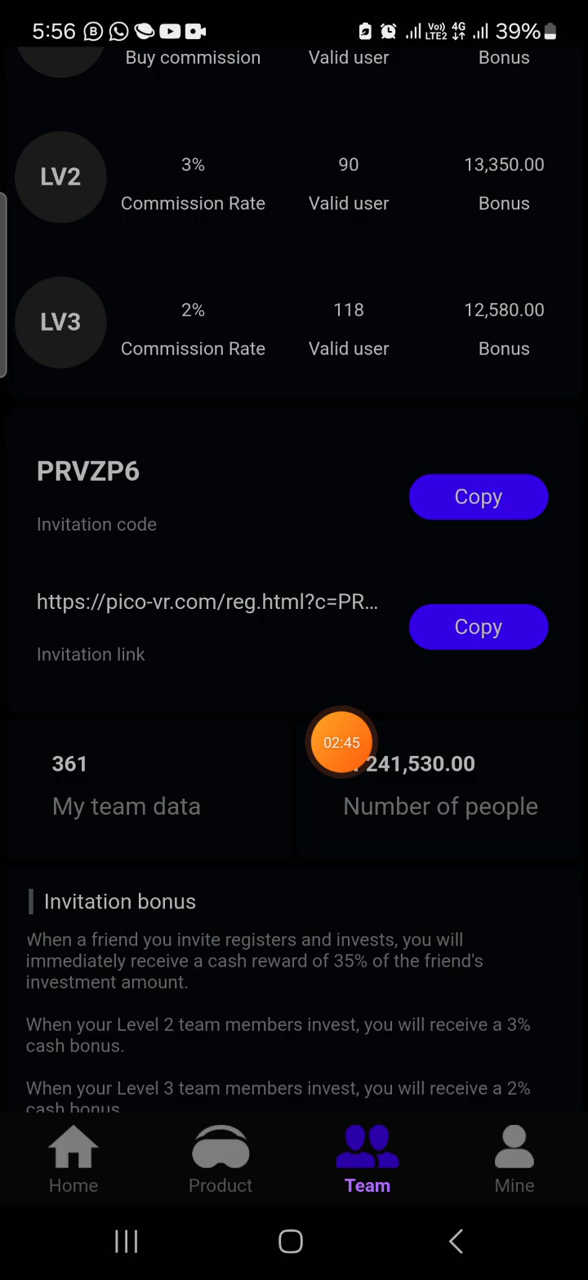 5:56
VoI) 4G
LTE2
39%
Buy commission Valid user Bonus
LV2
3% 90 13,350.00
Commission Rate Valid user Bonus
LV3
2% 118 12,580.00
Commission Rate Valid user Bonus
PRVZP6
Copy
Invitation code
https://pico-vr.com/reg.html?c=PR...
Copy
Invitation link
02:45
361 241,530.00
My team data Number of people
Invitation bonus
When a friend you invite registers and invests, you will
immediately receive a cash reward of 35% of the friend's
investment amount.
When your Level 2 team members invest, you will receive a 3%
cash bonus.
When your Level 3 team members invest, you will receive a 2%
cash bonus
Home Product Team Mine